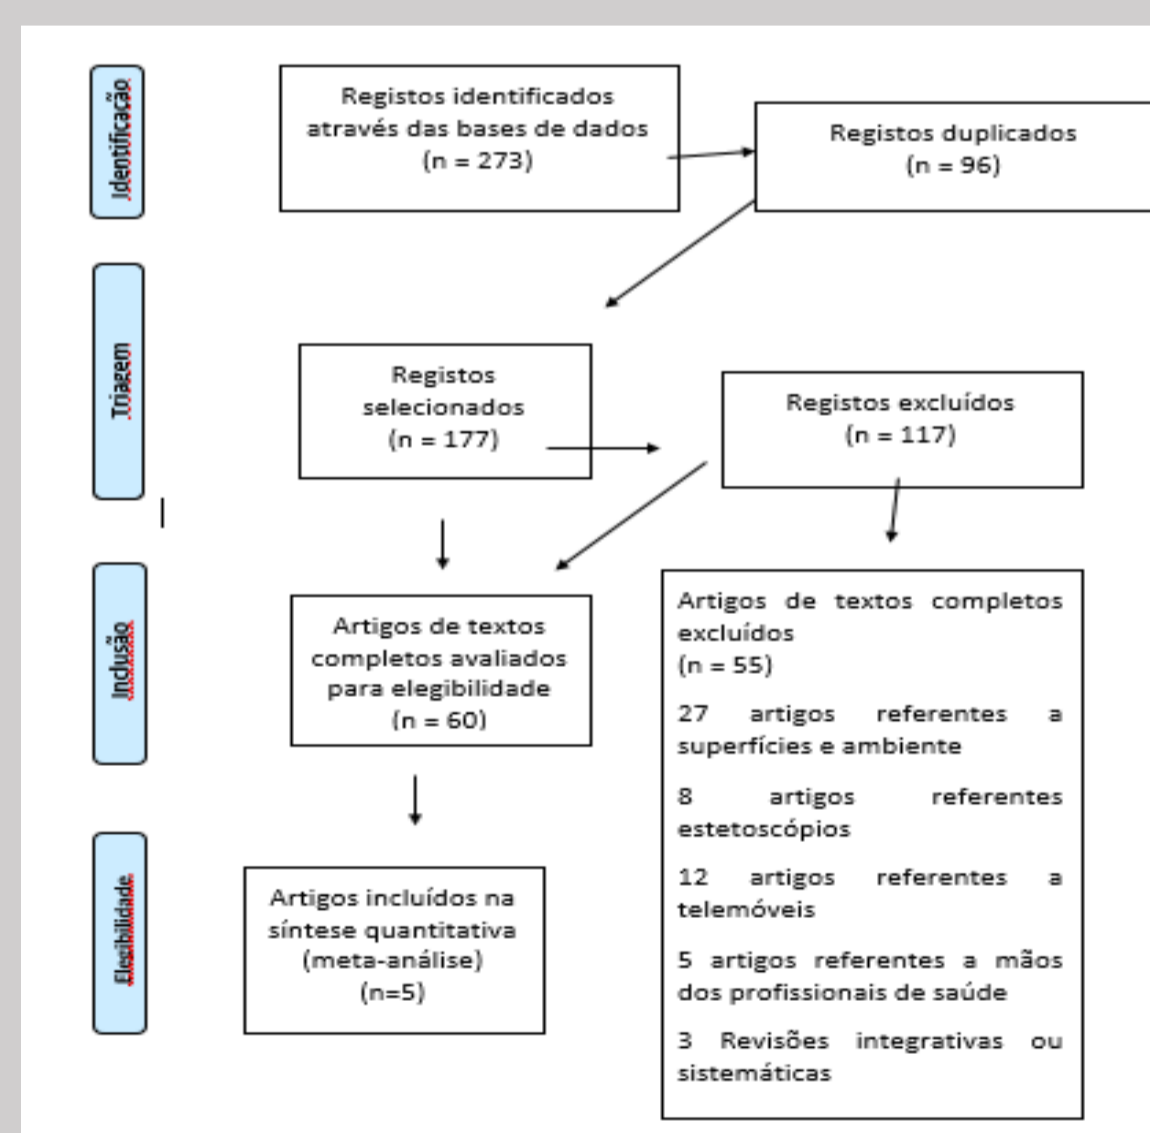 Identificação
Registos identificados
através das bases de dados
(n = 273)
Registos duplicados
(n = 96)
Triagem
Registos
selecionados
(n = 177)
Registos excluídos
(n = 117)
Inclusão
Artigos de textos
completos avaliados
para elegibilidade
(n = 60)
Artigos de textos completos
excluídos
(n = 55)
27 artigos referentes a
superfícies e ambiente
8 artigos referentes
estetoscópios
12 artigos referentes a
telemóveis
5 artigos referentes a mãos
dos profissionais de saúde
3 Revisões integrativas ou
sistemáticas
Elegibilidade
Artigos incluídos na
síntese quantitativa
(meta-análise)
(n=5)